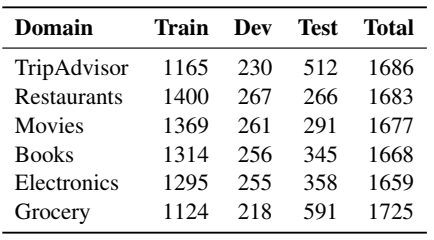 Domain Train Dev Test Total
TripAdvisor 1165 230 512 1686
Restaurants 1400 267 266 1683
Movies 1369 261 291 1677
Books 1314 256 345 1668
Electronics 1295 255 358 1659
Grocery 1124 218 591 1725